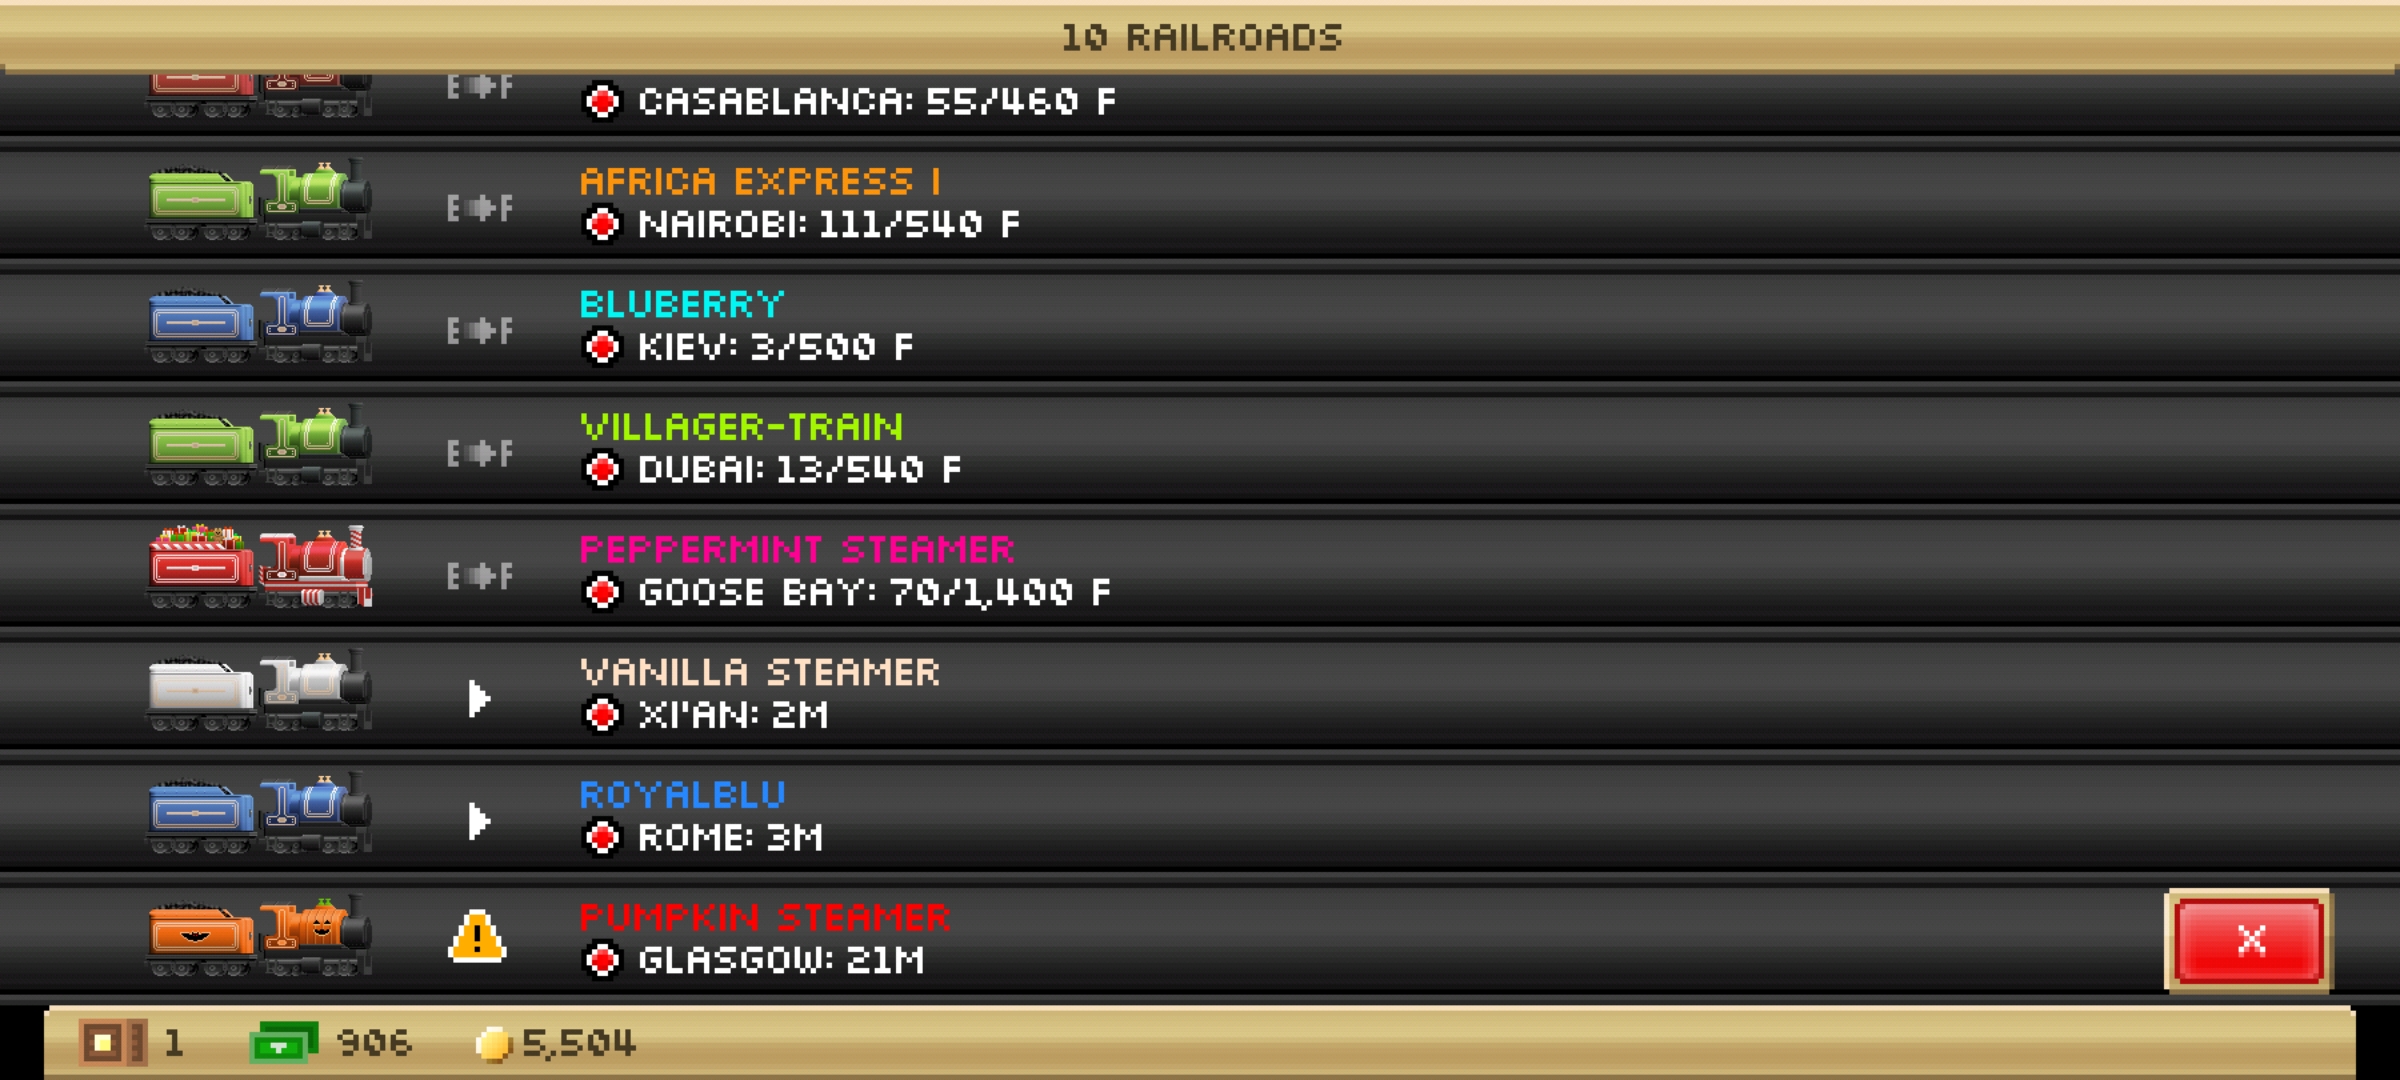 10 RAILROADS
E F
CASABLANCA: 55/460 F
AFRICA EXPRESS I
E F
NAIROBI: 111/540 F
BLUBERRY
E F
KIEV: 3/500 F
VILLAGER-TRAIN
E F
DUBAI: 13/540 F
PEPPERMINT STEAMER
E F
GOOSE BAY: 70/1,400 F
VANILLA STEAMER
XI'AN: 2M
ROYALBLU
ROME: 3M
PUMPKIN STEAMER
!
GLASGOW: 21M
X
1 906 5,504